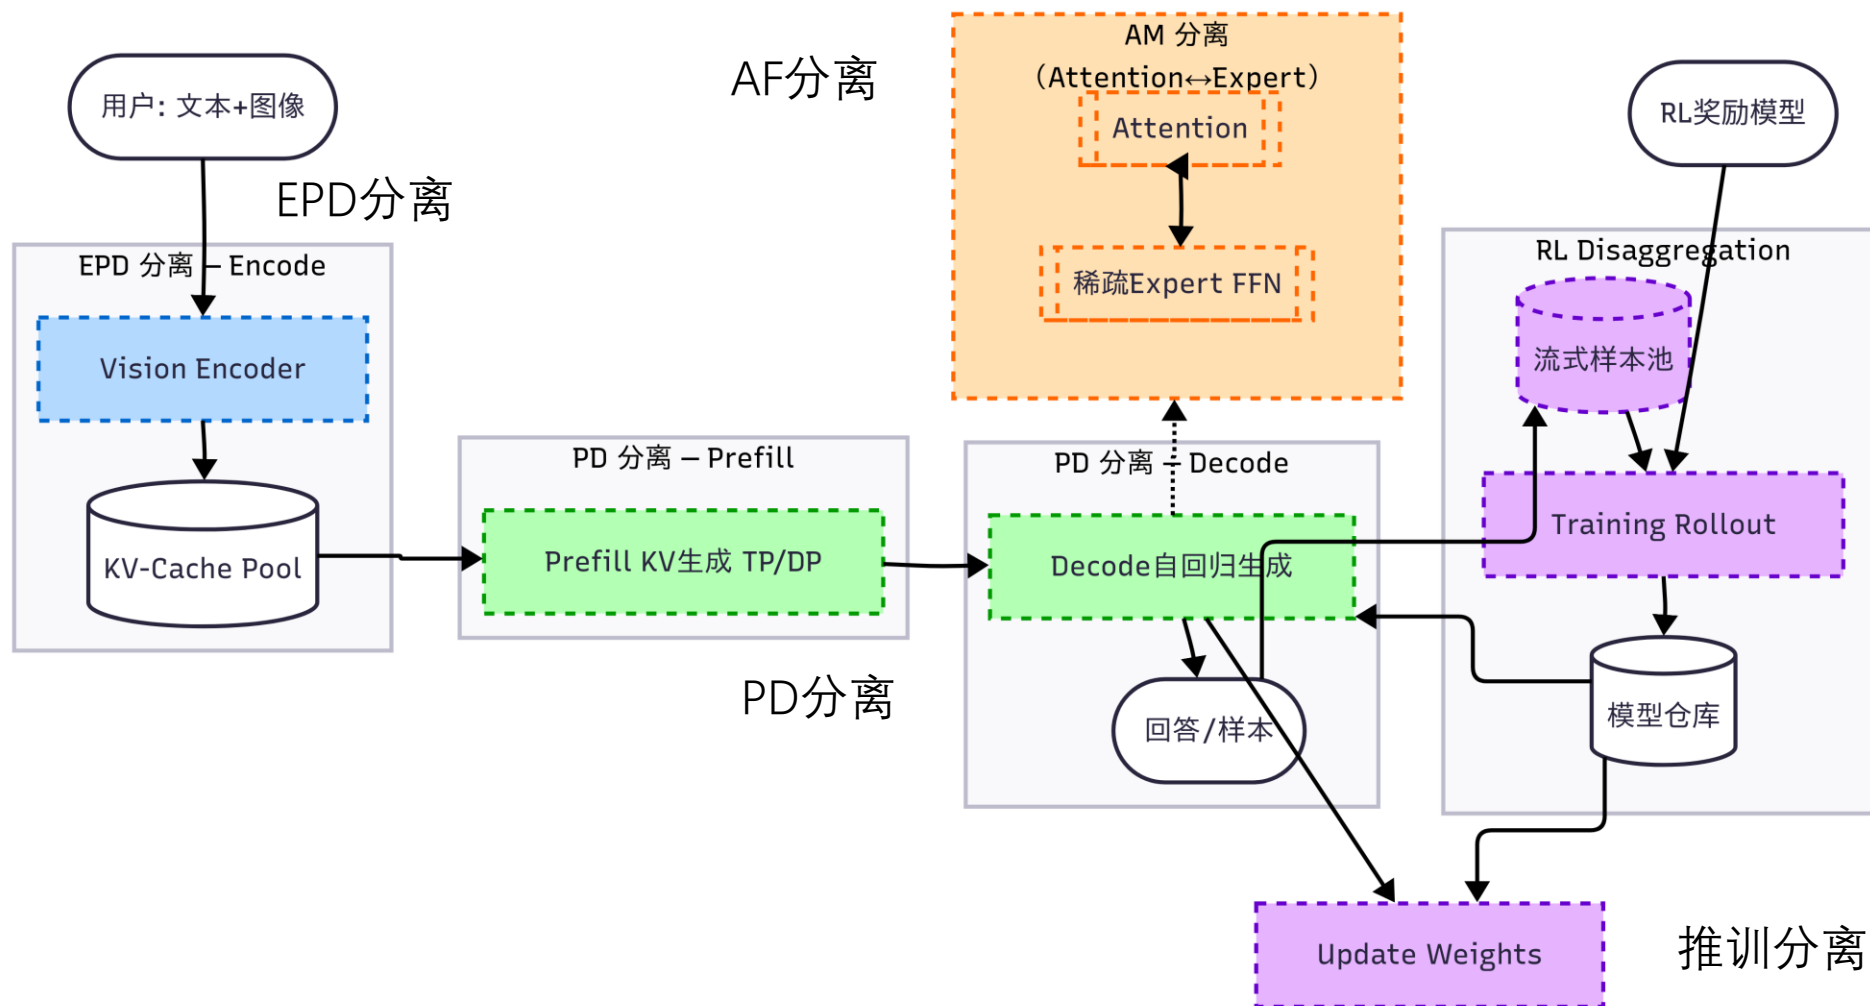 用户: 文本+图像
EPD分离
EPD 分离 — Encode
Vision Encoder
KV-Cache Pool
PD 分离 — Prefill
Prefill KV生成 TP/DP
PD分离
AF分离
AM 分离
（Attention↔Expert）
Attention
稀疏Expert FFN
PD 分离 — Decode
Decode自回归生成
回答/样本
RL奖励模型
RL Disaggregation
流式样本池
Training Rollout
模型仓库
Update Weights
推训分离